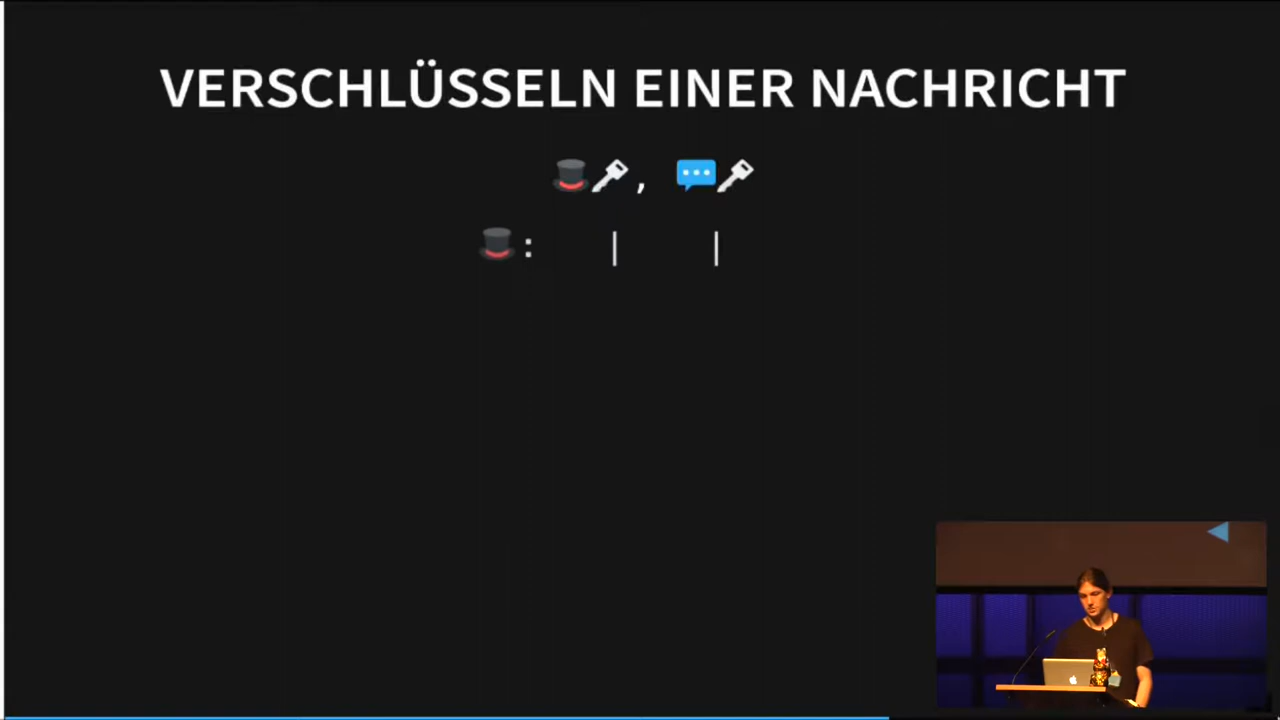 VERSCHLÜSSELN EINER NACHRICHT
🎩🔑, 💬🔑
🎩: | |